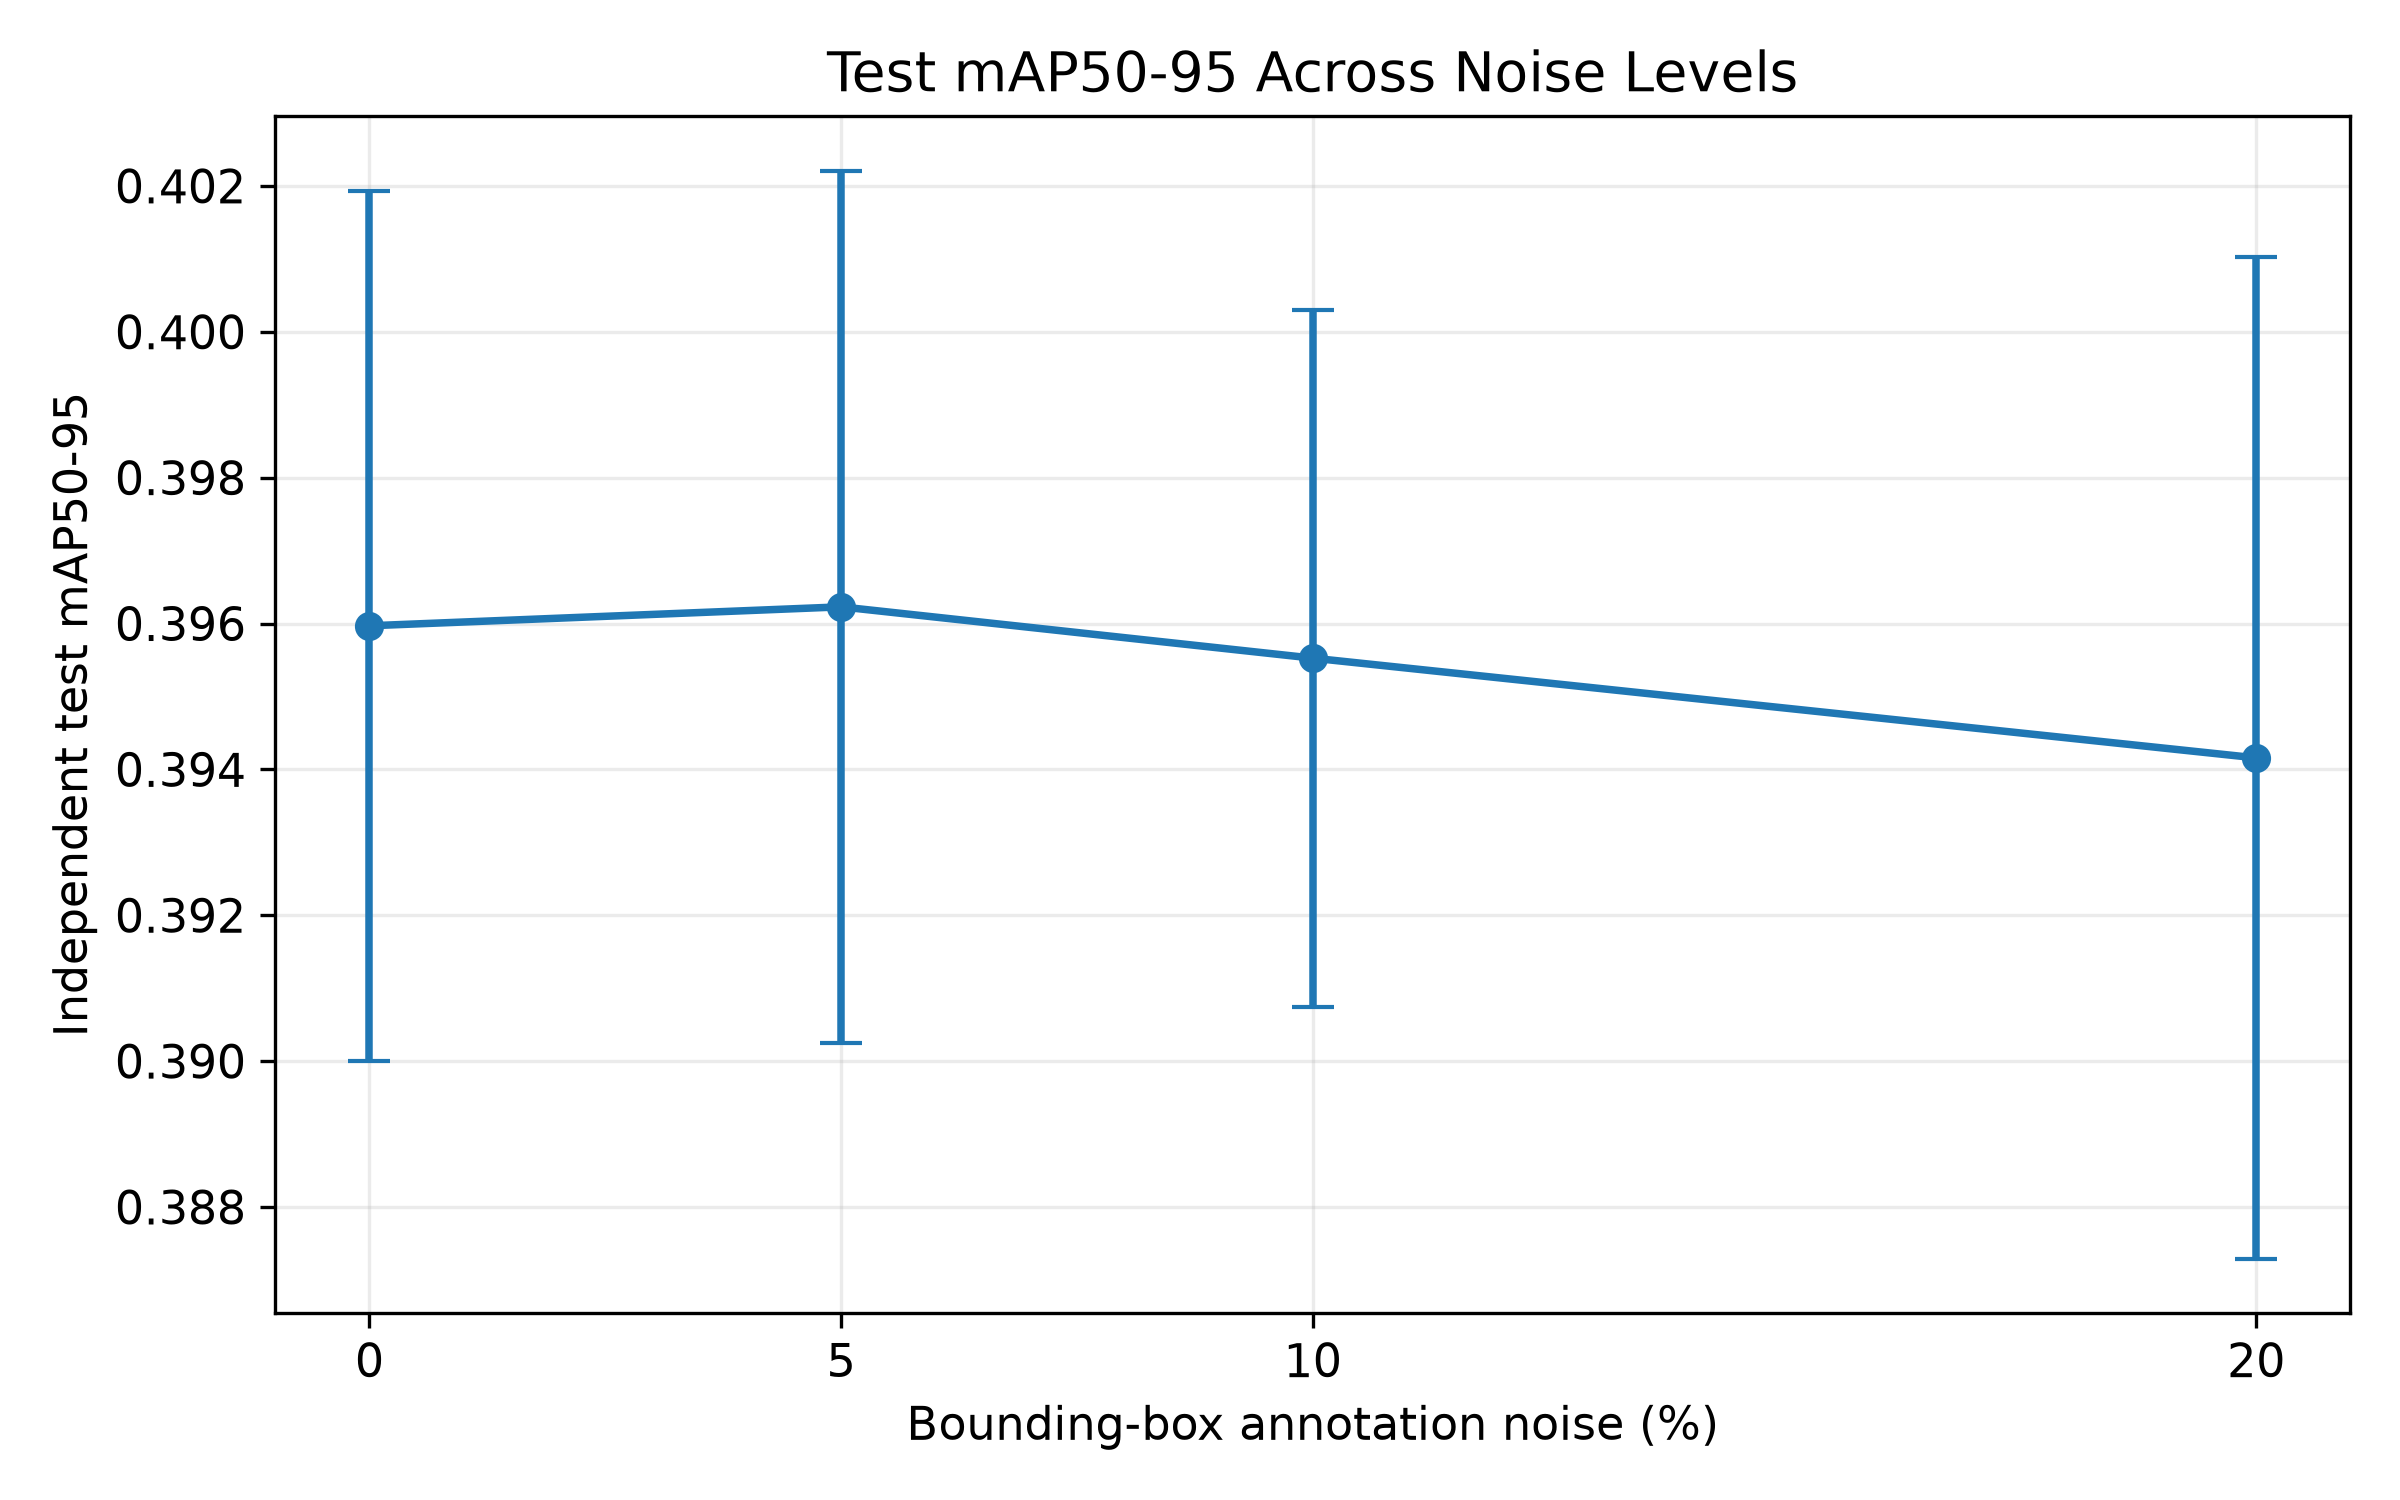 Test mAP50-95 Across Noise Levels
Independent test mAP50-95
0.402
0.400
0.398
0.396
0.394
0.392
0.390
0.388
0 5 10 20
Bounding-box annotation noise (%)